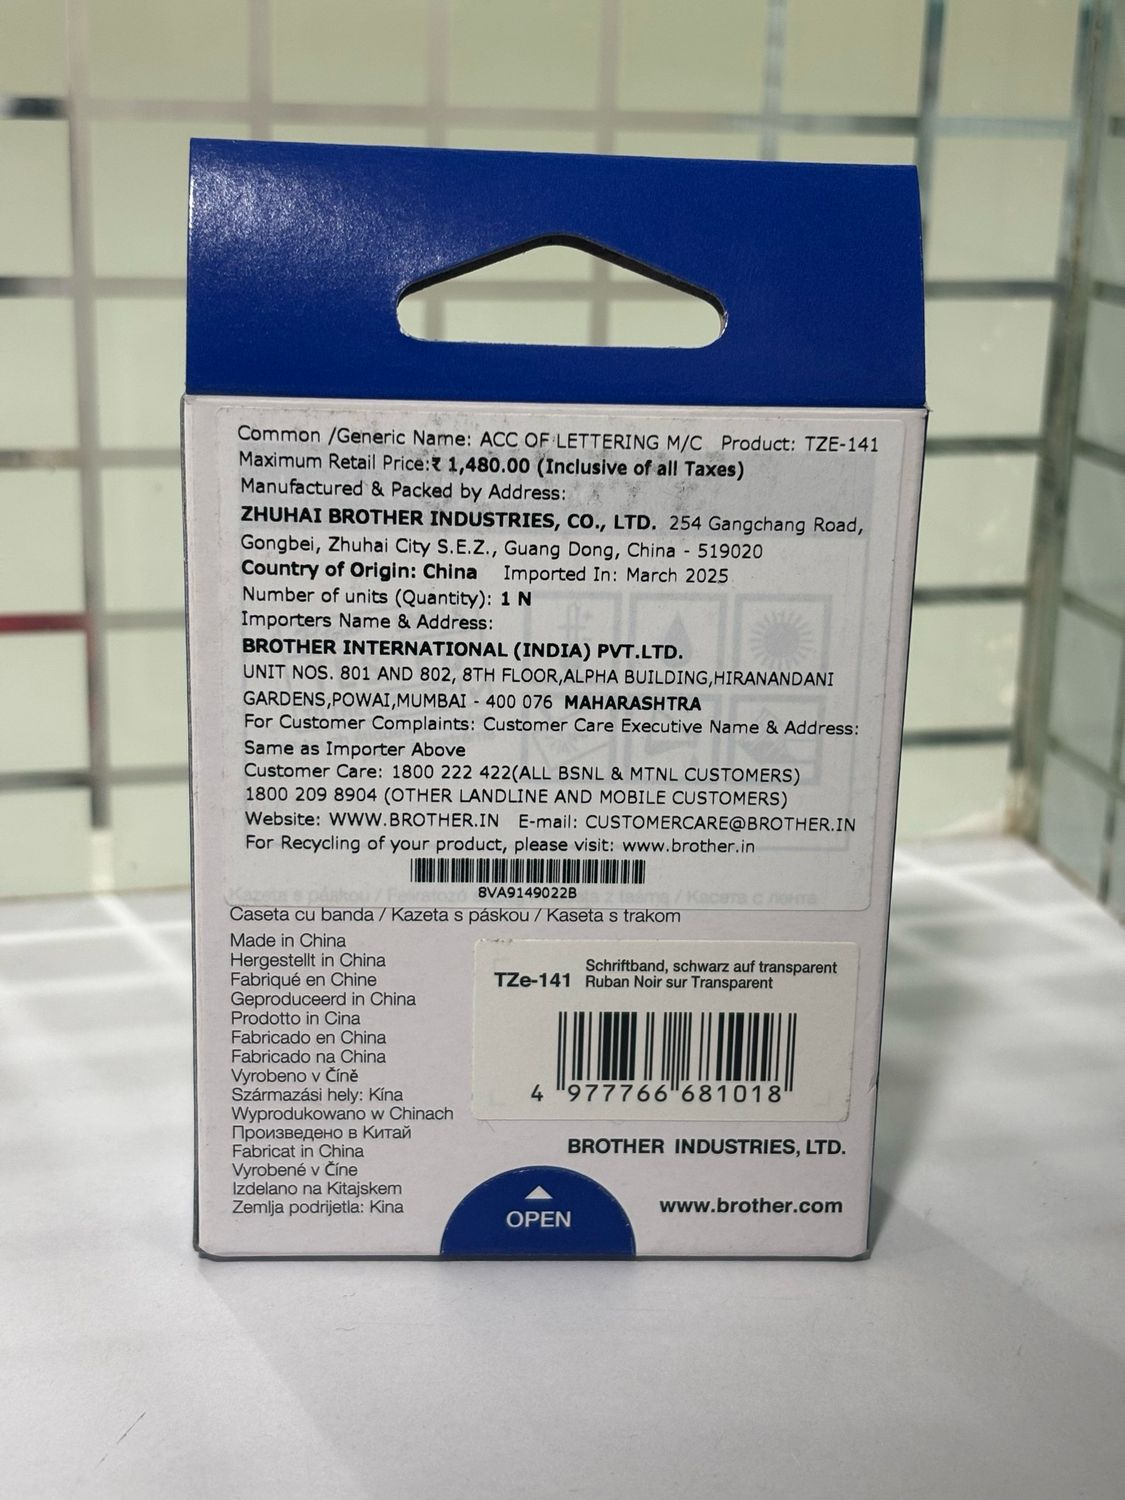 Common /Generic Name: ACC OF LETTERING M/C Product: TZE-141
Maximum Retail Price:₹ 1,480.00 (Inclusive of all Taxes)
Manufactured & Packed by Address:
ZHUHAI BROTHER INDUSTRIES, CO., LTD. 254 Gangchang Road,
Gongbei, Zhuhai City S.E.Z., Guang Dong, China - 519020
Country of Origin: China Imported In: March 2025
Number of units (Quantity): 1 N
Importers Name & Address:
BROTHER INTERNATIONAL (INDIA) PVT.LTD.
UNIT NOS. 801 AND 802, 8TH FLOOR,ALPHA BUILDING,HIRANANDANI
GARDENS,POWAI,MUMBAI - 400 076 MAHARASHTRA
For Customer Complaints: Customer Care Executive Name & Address:
Same as Importer Above
Customer Care: 1800 222 422(ALL BSNL & MTNL CUSTOMERS)
1800 209 8904 (OTHER LANDLINE AND MOBILE CUSTOMERS)
Website: WWW.BROTHER.IN E-mail: CUSTOMERCARE@BROTHER.IN
For Recycling of your product, please visit: www.brother.in
8VA9149022B
Kazeta s páskou / Feliratozó z taśmą / Касета с лента
Caseta cu banda / Kazeta s páskou / Kaseta s trakom
Made in China
Hergestellt in China
Fabriqué en Chine
Geproduceerd in China
Prodotto in Cina
Fabricado en China
Fabricado na China
Vyrobeno v Číně
Származási hely: Kína
Wyprodukowano w Chinach
Произведено в Китай
Fabricat in China
Vyrobené v Číne
Izdelano na Kitajskem
Zemlja podrijetla: Kina
TZe-141 Schriftband, schwarz auf transparent
Ruban Noir sur Transparent
4 977766 681018
BROTHER INDUSTRIES, LTD.
www.brother.com
OPEN